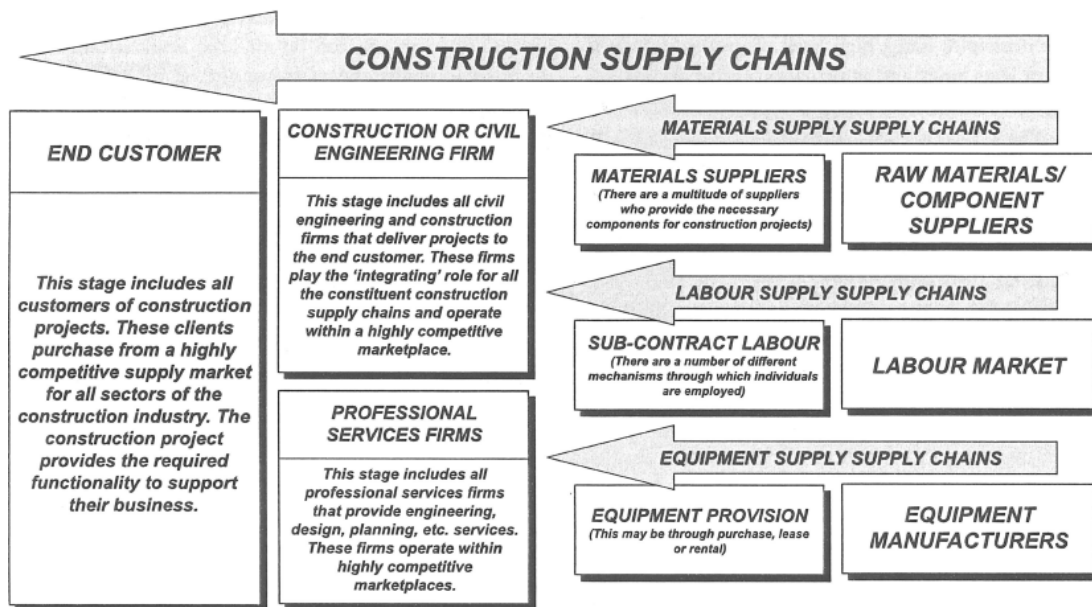 CONSTRUCTION SUPPLY CHAINS
END CUSTOMER
This stage includes all
customers of construction
projects. These clients
purchase from a highly
competitive supply market
for all sectors of the
construction industry. The
construction project
provides the required
functionality to support
their business.
CONSTRUCTION OR CIVIL
ENGINEERING FIRM
This stage includes all civil
engineering and construction
firms that deliver projects to
the end customer. These firms
play the ‘integrating’ role for all
the constituent construction
supply chains and operate
within a highly competitive
marketplace.
PROFESSIONAL
SERVICES FIRMS
This stage includes all
professional services firms
that provide engineering,
design, planning, etc. services.
These firms operate within
highly competitive
marketplaces.
MATERIALS SUPPLY SUPPLY CHAINS
MATERIALS SUPPLIERS
(There are a multitude of suppliers
who provide the necessary
components for construction projects)
RAW MATERIALS/
COMPONENT
SUPPLIERS
LABOUR SUPPLY SUPPLY CHAINS
SUB-CONTRACT LABOUR
(There are a number of different
mechanisms through which individuals
are employed)
LABOUR MARKET
EQUIPMENT SUPPLY SUPPLY CHAINS
EQUIPMENT PROVISION
(This may be through purchase, lease
or rental)
EQUIPMENT
MANUFACTURERS